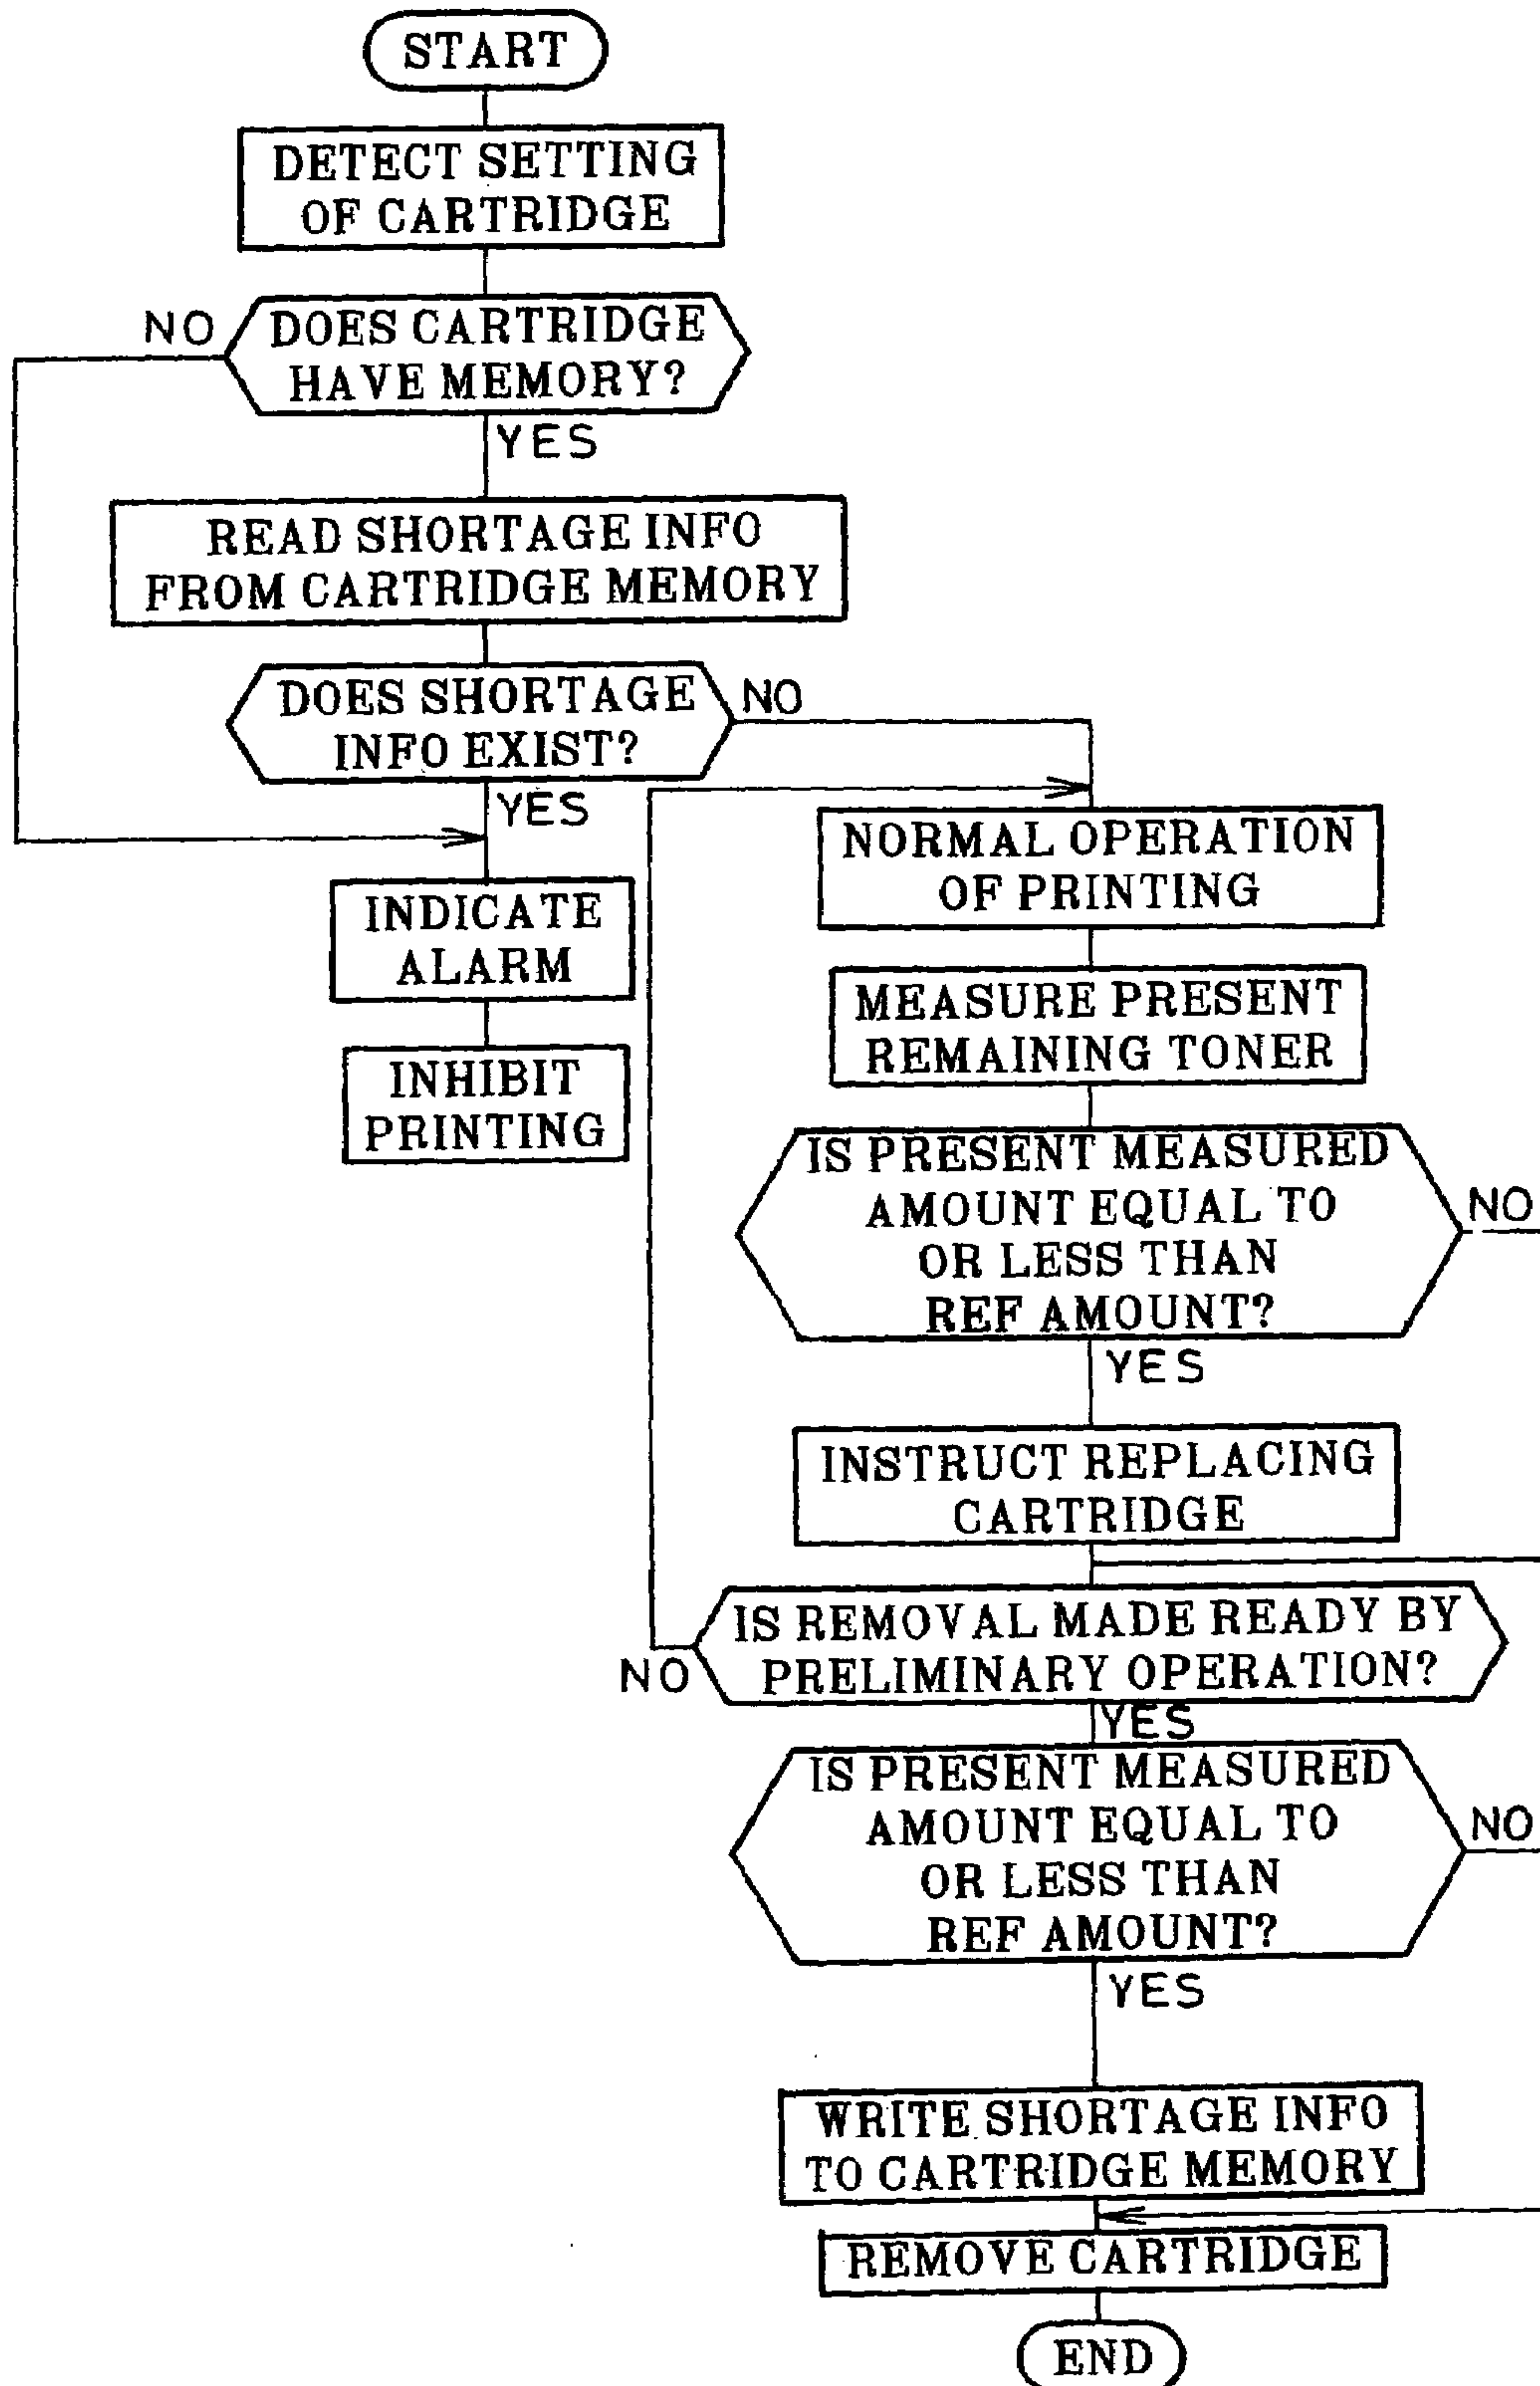 START
DETECT SETTING
OF CARTRIDGE
NO
DOES CARTRIDGE
HAVE MEMORY?
YES
READ SHORTAGE INFO
FROM CARTRIDGE MEMORY
DOES SHORTAGE
INFO EXIST?
NO
YES
INDICATE
ALARM
INHIBIT
PRINTING
NORMAL OPERATION
OF PRINTING
MEASURE PRESENT
REMAINING TONER
IS PRESENT MEASURED
AMOUNT EQUAL TO
OR LESS THAN
REF AMOUNT?
NO
YES
INSTRUCT REPLACING
CARTRIDGE
IS REMOVAL MADE READY BY
PRELIMINARY OPERATION?
NO
YES
IS PRESENT MEASURED
AMOUNT EQUAL TO
OR LESS THAN
REF AMOUNT?
NO
YES
WRITE SHORTAGE INFO
TO CARTRIDGE MEMORY
REMOVE CARTRIDGE
END